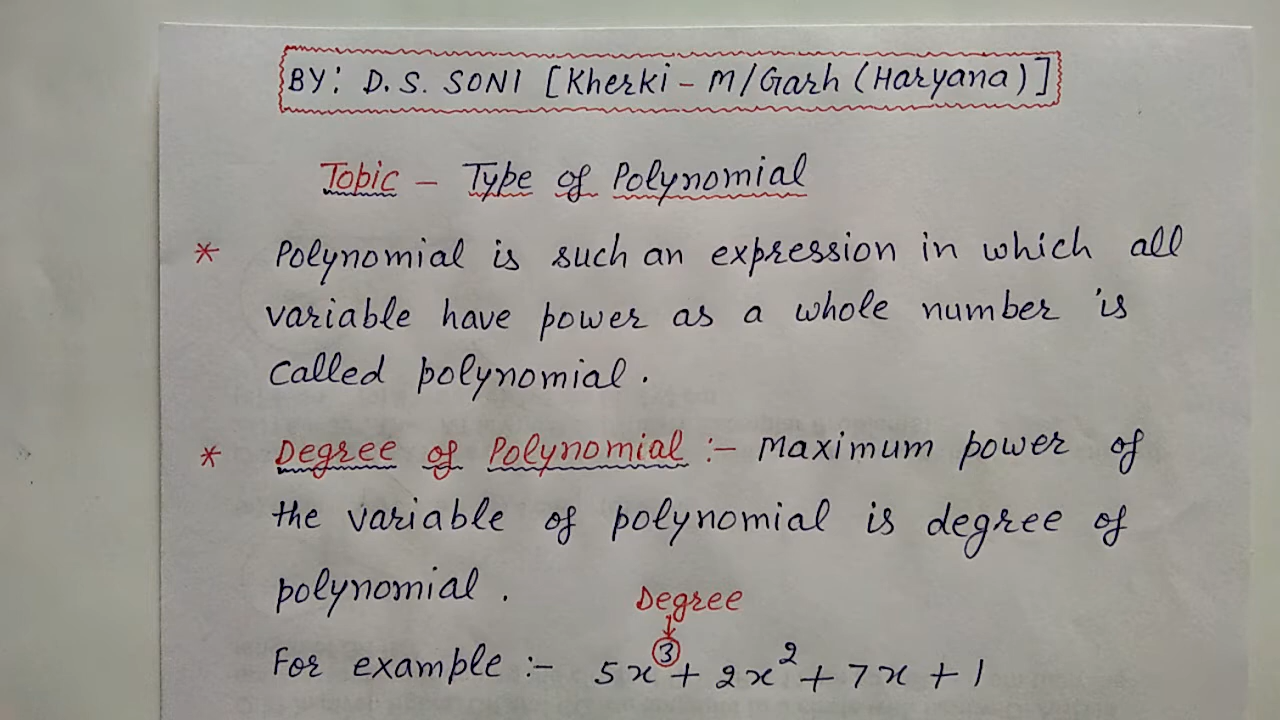 BY: D.S. SONI [Kherki - M/Garh (Haryana)]
Topic - Type of Polynomial
* Polynomial is such an expression in which all
variable have power as a whole number is
called polynomial.
* Degree of Polynomial :- Maximum power of
the variable of polynomial is degree of
polynomial.
Degree
For example :- 5x³ + 2x² + 7x + 1